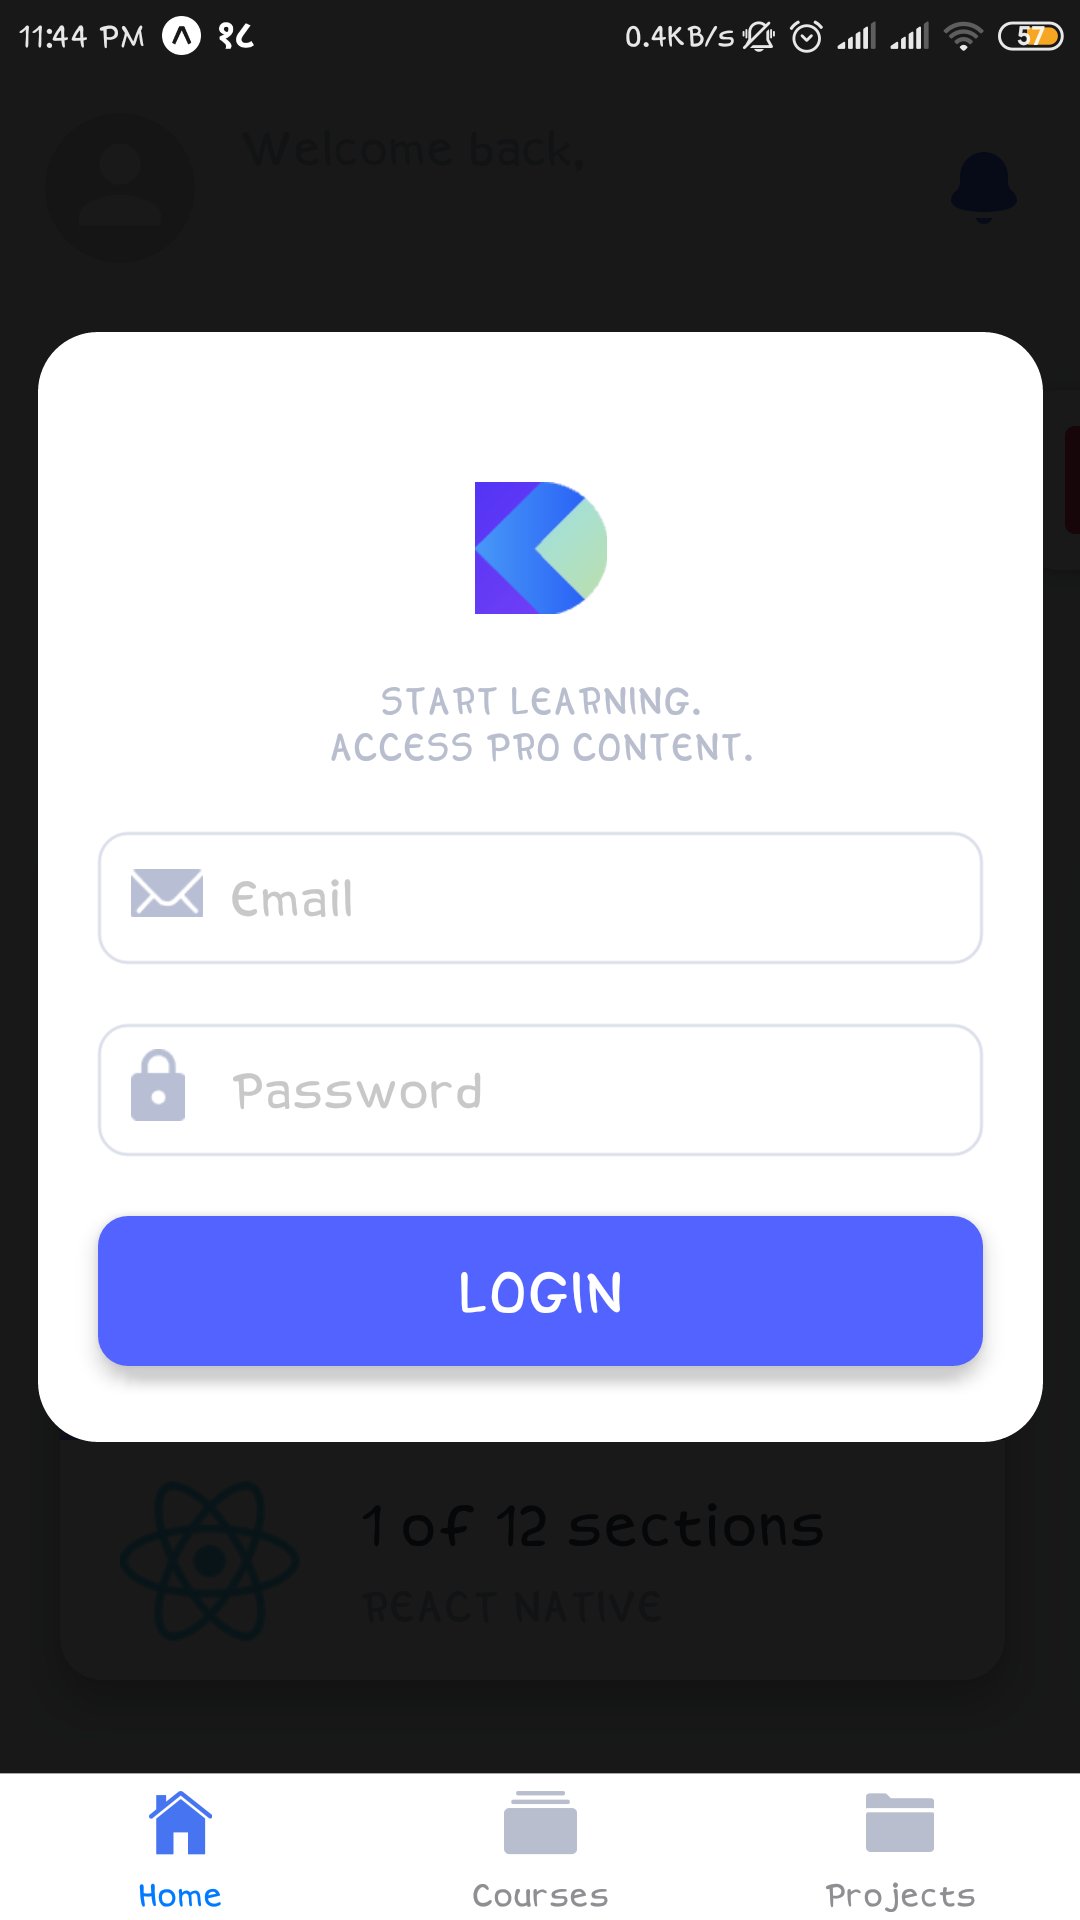 11:44 PM १८ 0.4KB/s 57
Welcome back,
START LEARNING.
ACCESS PRO CONTENT.
Email
Password
LOGIN
1 of 12 sections
REACT NATIVE
Home Courses Projects